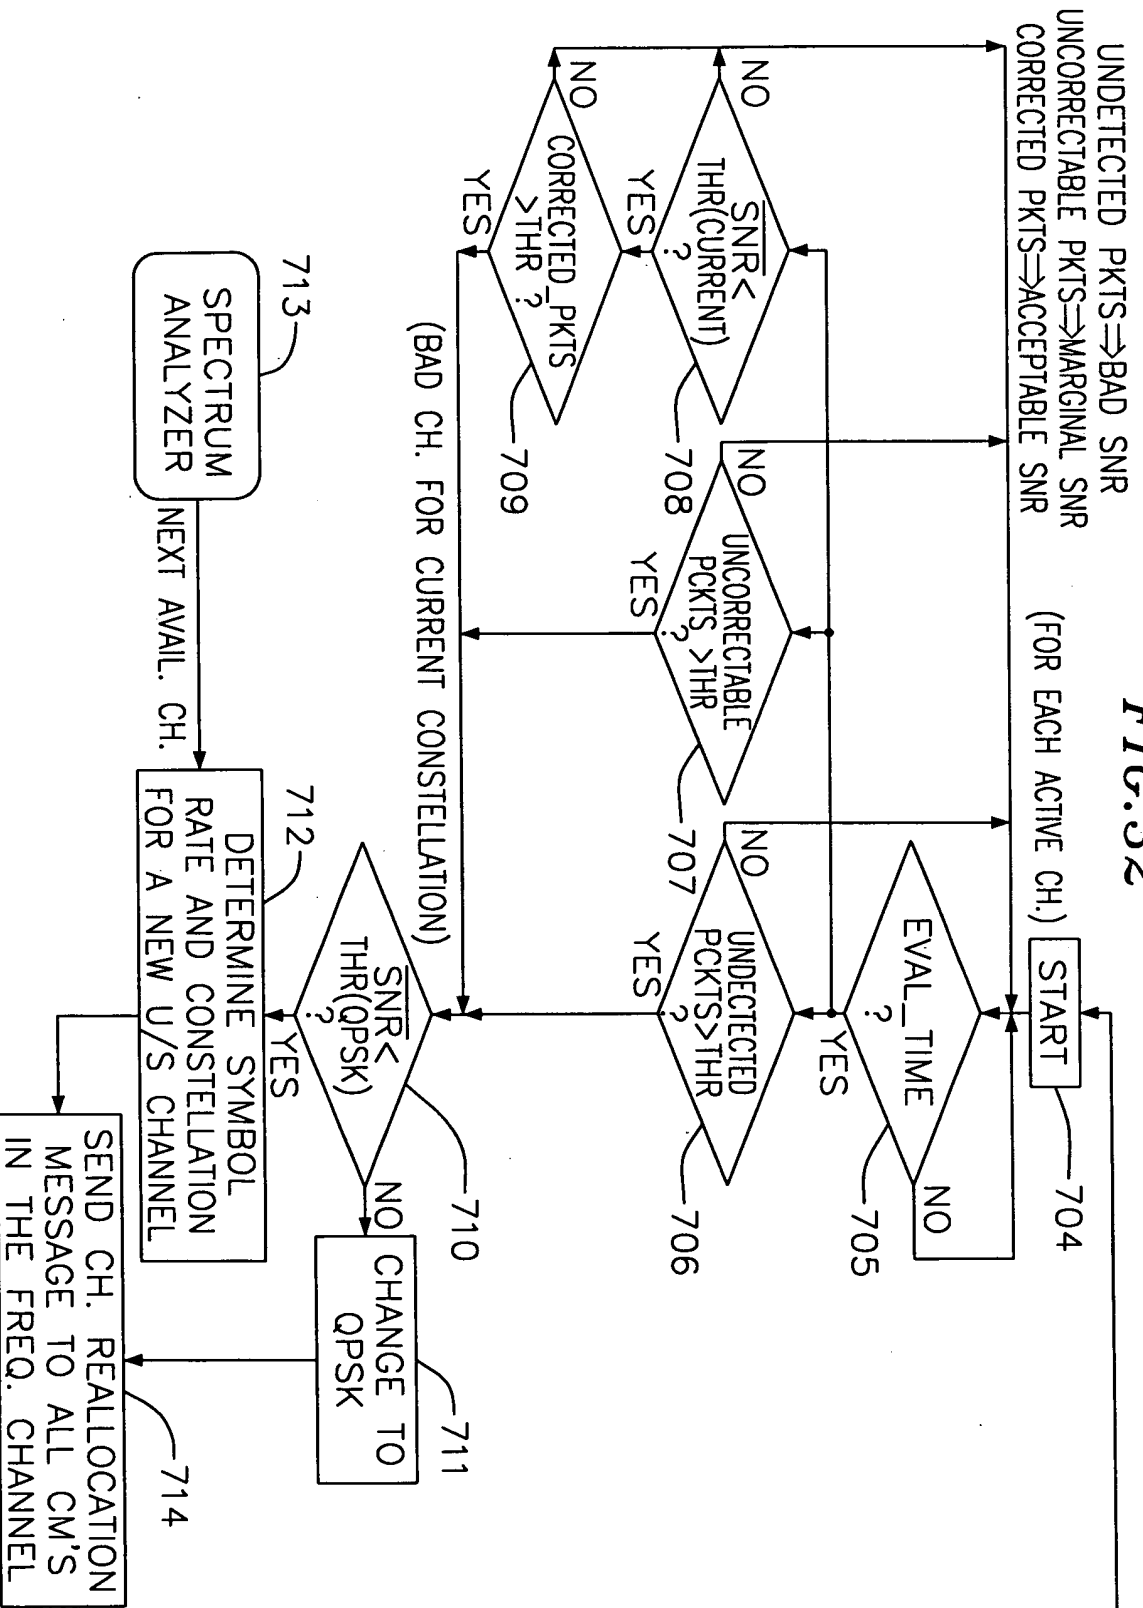 FIG.32
UNDETECTED PKTS⇒BAD SNR
UNCORRECTABLE PKTS⇒MARGINAL SNR
CORRECTED PKTS⇒ACCEPTABLE SNR
(FOR EACH ACTIVE CH.)
START
704
EVAL_TIME
?
705
NO
YES
SNR<
THR(CURRENT)
?
708
NO
YES
UNCORRECTABLE
PCKTS >THR
?
707
NO
YES
UNDECTECTED
PCKTS>THR
?
706
NO
YES
CORRECTED_PKTS
>THR ?
709
NO
YES
(BAD CH. FOR CURRENT CONSTELLATION)
SNR<
THR(QPSK)
?
710
NO
YES
CHANGE TO
QPSK
711
713
SPECTRUM
ANALYZER
NEXT AVAIL. CH.
712
DETERMINE SYMBOL
RATE AND CONSTELLATION
FOR A NEW U/S CHANNEL
SEND CH. REALLOCATION
MESSAGE TO ALL CM'S
IN THE FREQ. CHANNEL
714